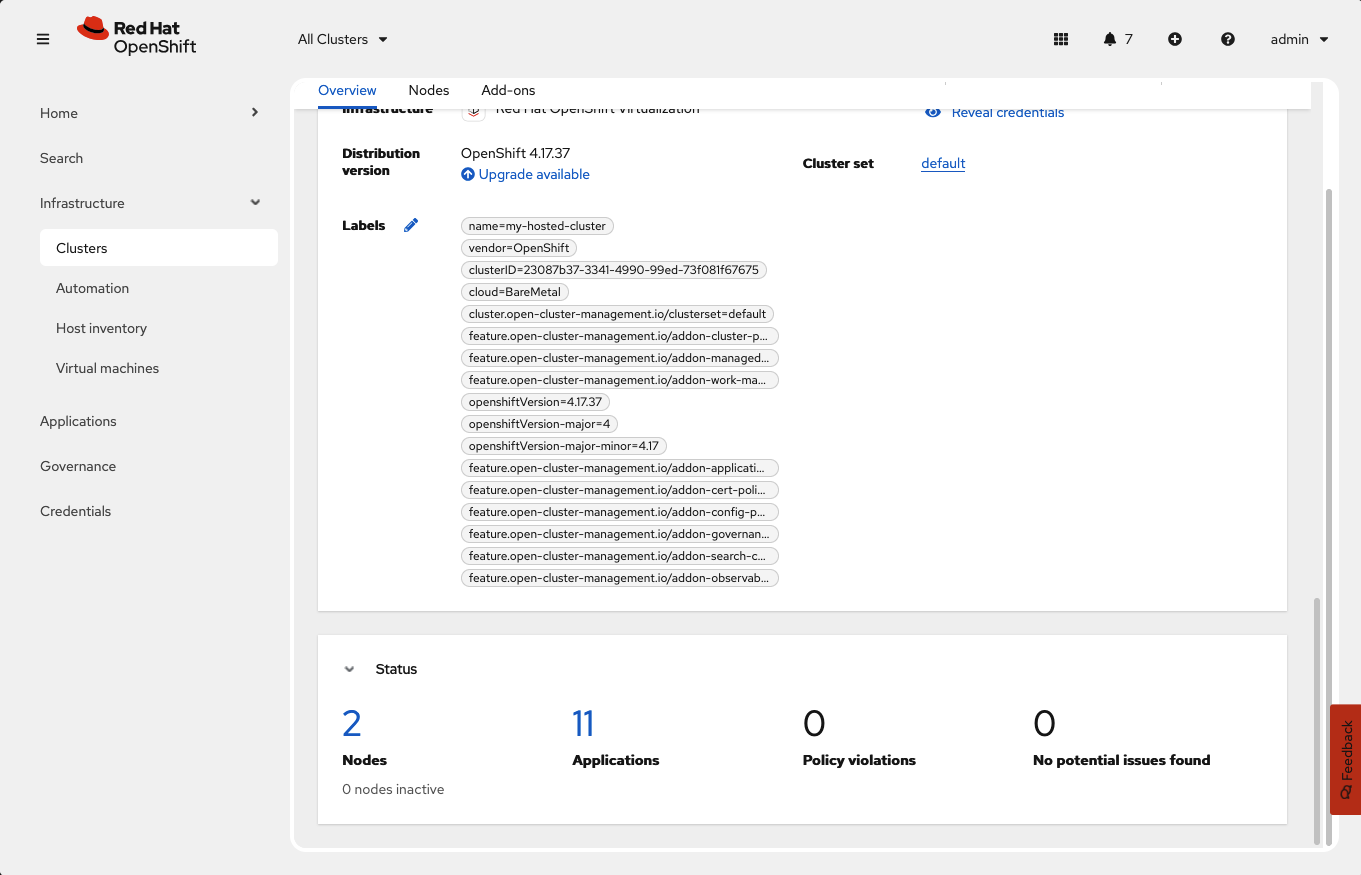 Red Hat
OpenShift
All Clusters
7
admin
Home
Search
Infrastructure
Clusters
Automation
Host inventory
Virtual machines
Applications
Governance
Credentials
Overview Nodes Add-ons
Infrastructure Red Hat OpenShift Virtualization
Reveal credentials
Distribution version
OpenShift 4.17.37
Upgrade available
Cluster set default
Labels
name=my-hosted-cluster
vendor=OpenShift
clusterID=23087b37-3341-4990-99ed-73f081f67675
cloud=BareMetal
cluster.open-cluster-management.io/clusterset=default
feature.open-cluster-management.io/addon-cluster-p...
feature.open-cluster-management.io/addon-managed...
feature.open-cluster-management.io/addon-work-ma...
openshiftVersion=4.17.37
openshiftVersion-major=4
openshiftVersion-major-minor=4.17
feature.open-cluster-management.io/addon-applicati...
feature.open-cluster-management.io/addon-cert-poli...
feature.open-cluster-management.io/addon-config-p...
feature.open-cluster-management.io/addon-governan...
feature.open-cluster-management.io/addon-search-c...
feature.open-cluster-management.io/addon-observab...
Status
2
Nodes
0 nodes inactive
11
Applications
0
Policy violations
0
No potential issues found
Feedback